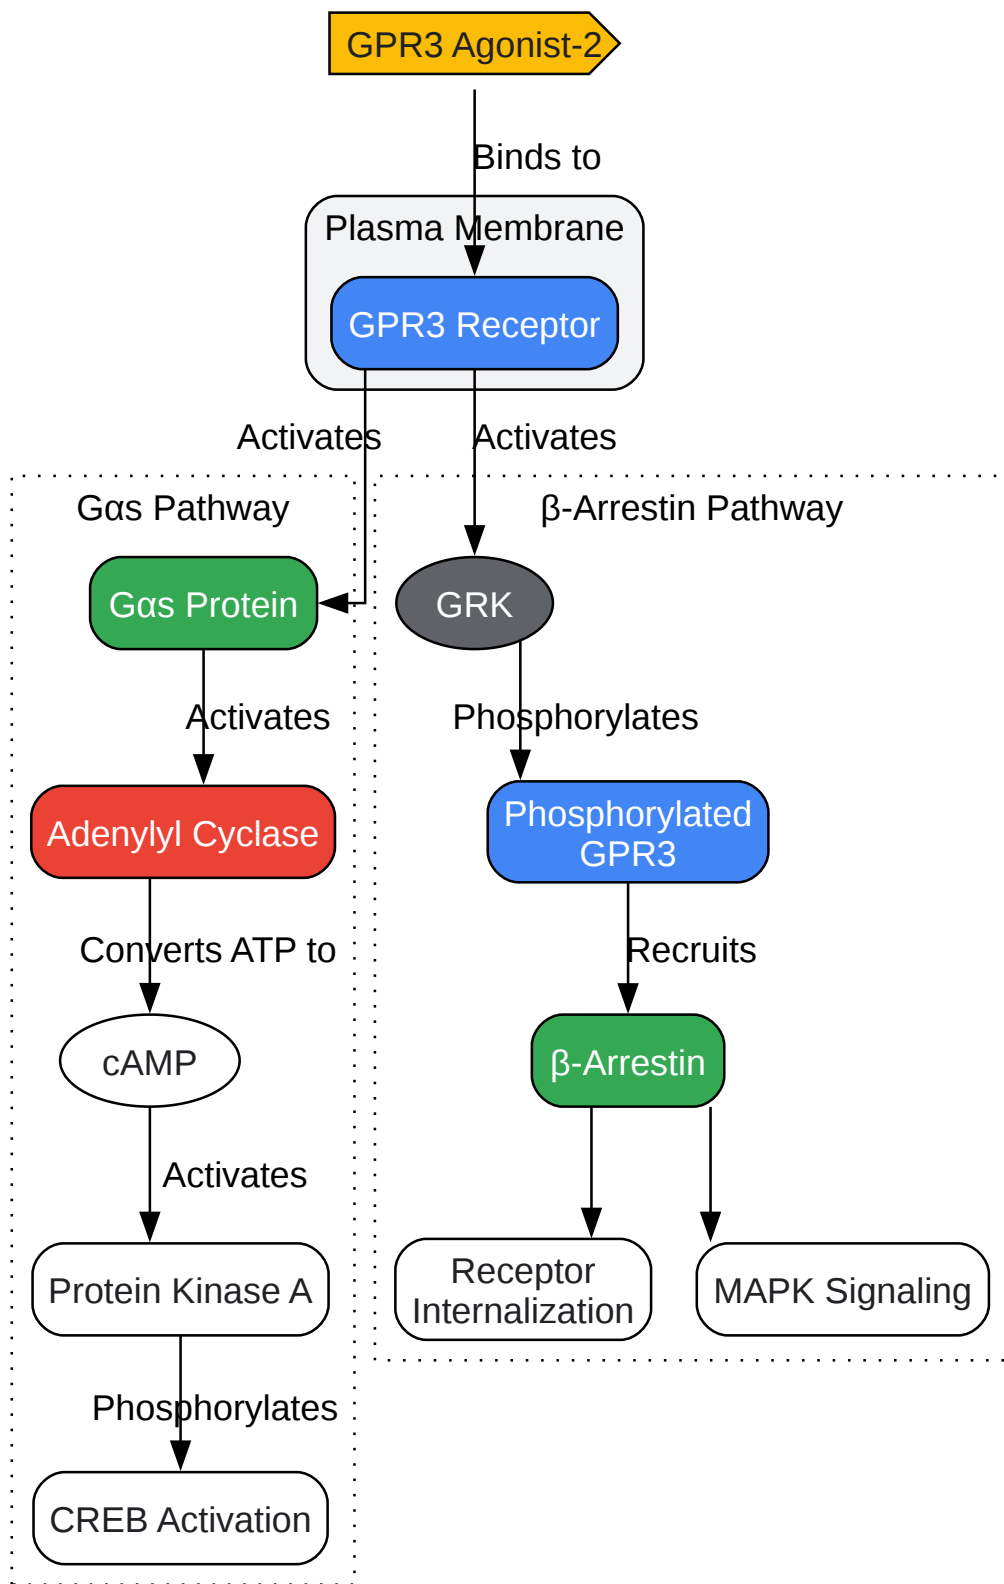 GPR3 Agonist-2
Binds to
Plasma Membrane
GPR3 Receptor
Activates
Activates
Gαs Pathway
β-Arrestin Pathway
Gαs Protein
GRK
Activates
Phosphorylates
Adenylyl Cyclase
Phosphorylated
GPR3
Converts ATP to
Recruits
cAMP
β-Arrestin
Activates
Protein Kinase A
Receptor
Internalization
MAPK Signaling
Phosphorylates
CREB Activation